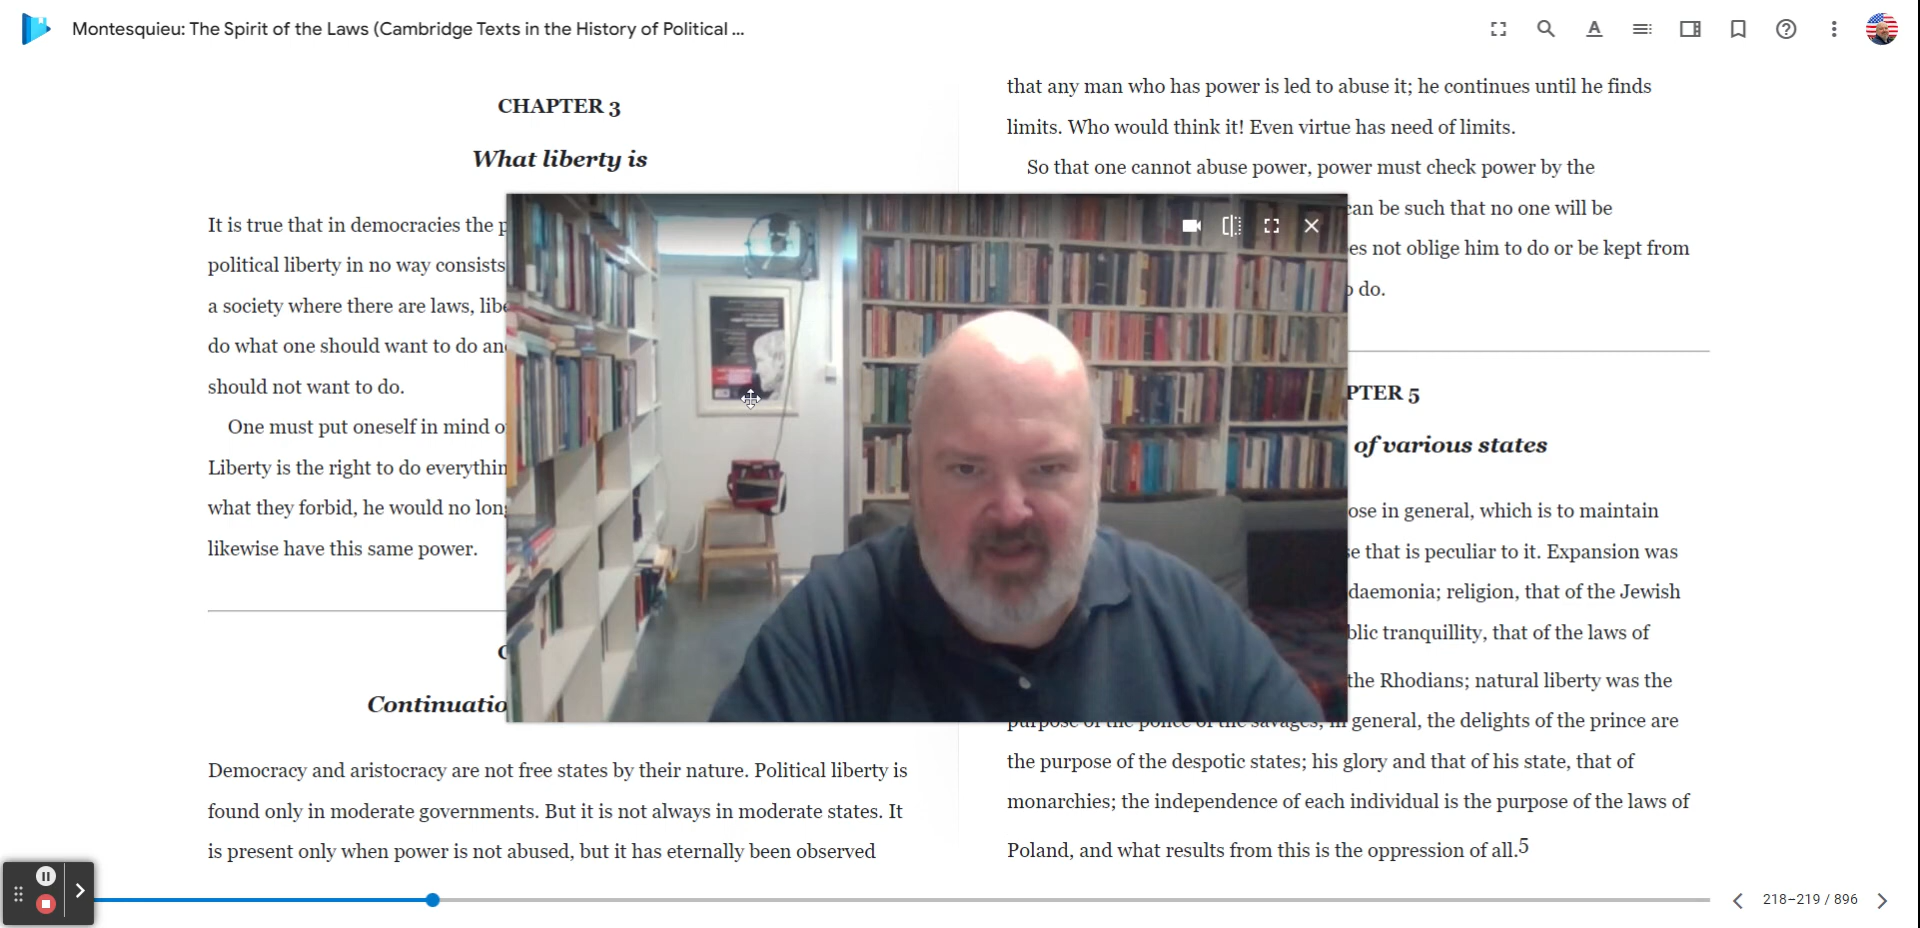 Montesquieu: The Spirit of the Laws (Cambridge Texts in the History of Political ...
CHAPTER 3
What liberty is
It is true that in democracies the p
political liberty in no way consists
a society where there are laws, libe
do what one should want to do an
should not want to do.
One must put oneself in mind o
Liberty is the right to do everythin
what they forbid, he would no long
likewise have this same power.
C
Continuatio
Democracy and aristocracy are not free states by their nature. Political liberty is
found only in moderate governments. But it is not always in moderate states. It
is present only when power is not abused, but it has eternally been observed
that any man who has power is led to abuse it; he continues until he finds
limits. Who would think it! Even virtue has need of limits.
So that one cannot abuse power, power must check power by the
can be such that no one will be
es not oblige him to do or be kept from
o do.
PTER 5
of various states
ose in general, which is to maintain
se that is peculiar to it. Expansion was
daemonia; religion, that of the Jewish
blic tranquillity, that of the laws of
the Rhodians; natural liberty was the
purpose of the police of the savages; in general, the delights of the prince are
the purpose of the despotic states; his glory and that of his state, that of
monarchies; the independence of each individual is the purpose of the laws of
Poland, and what results from this is the oppression of all.5
218–219 / 896